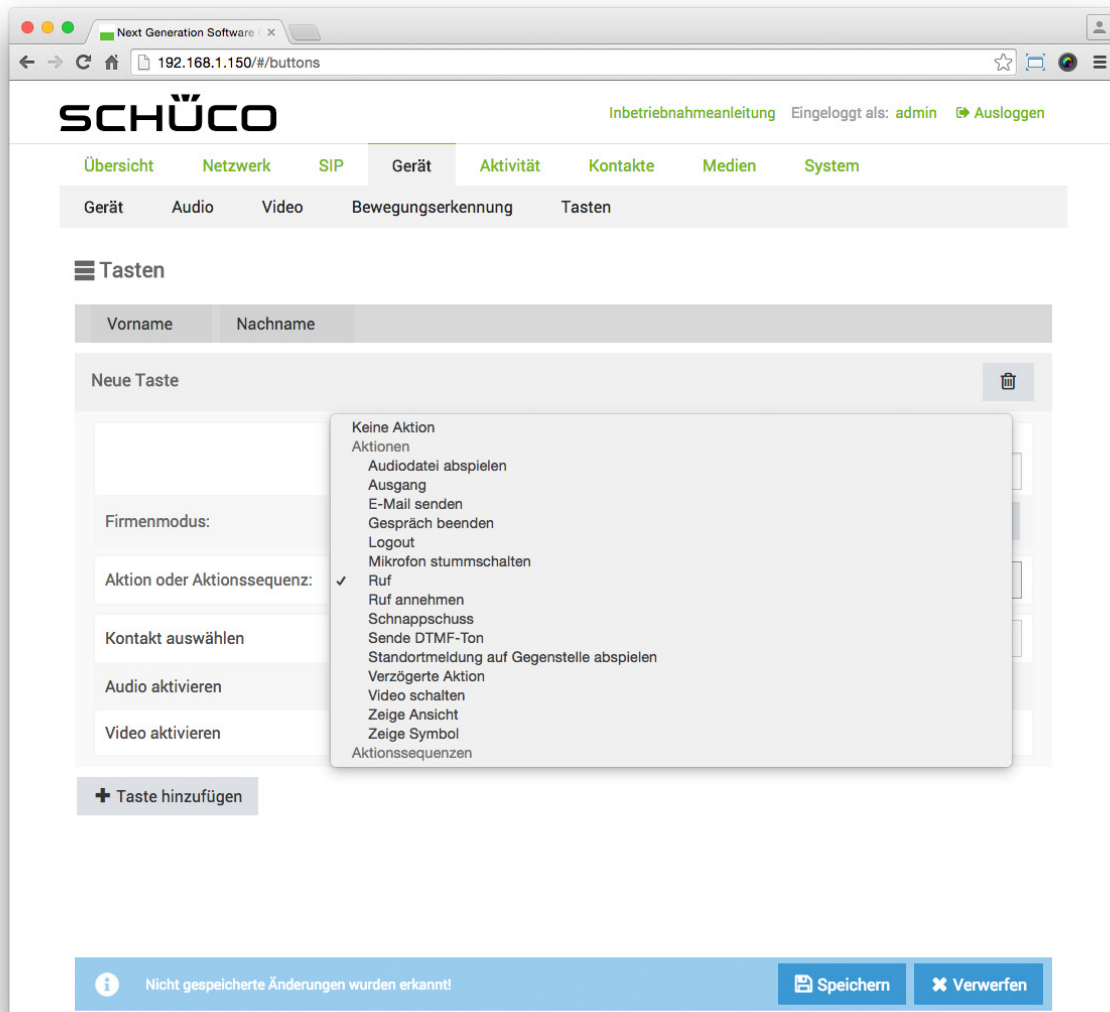 Next Generation Software
192.168.1.150/#/buttons
SCHÜCO
Inbetriebnahmeanleitung Eingeloggt als: admin Ausloggen
Übersicht Netzwerk SIP Gerät Aktivität Kontakte Medien System
Gerät Audio Video Bewegungserkennung Tasten
Tasten
Vorname Nachname
Neue Taste
Keine Aktion
Aktionen
Audiodatei abspielen
Ausgang
E-Mail senden
Gespräch beenden
Logout
Mikrofon stummschalten
Ruf
Ruf annehmen
Schnappschuss
Sende DTMF-Ton
Standortmeldung auf Gegenstelle abspielen
Verzögerte Aktion
Video schalten
Zeige Ansicht
Zeige Symbol
Aktionssequenzen
Firmenmodus:
Aktion oder Aktionssequenz:
Kontakt auswählen
Audio aktivieren
Video aktivieren
Taste hinzufügen
Nicht gespeicherte Änderungen wurden erkannt! Speichern Verwerfen